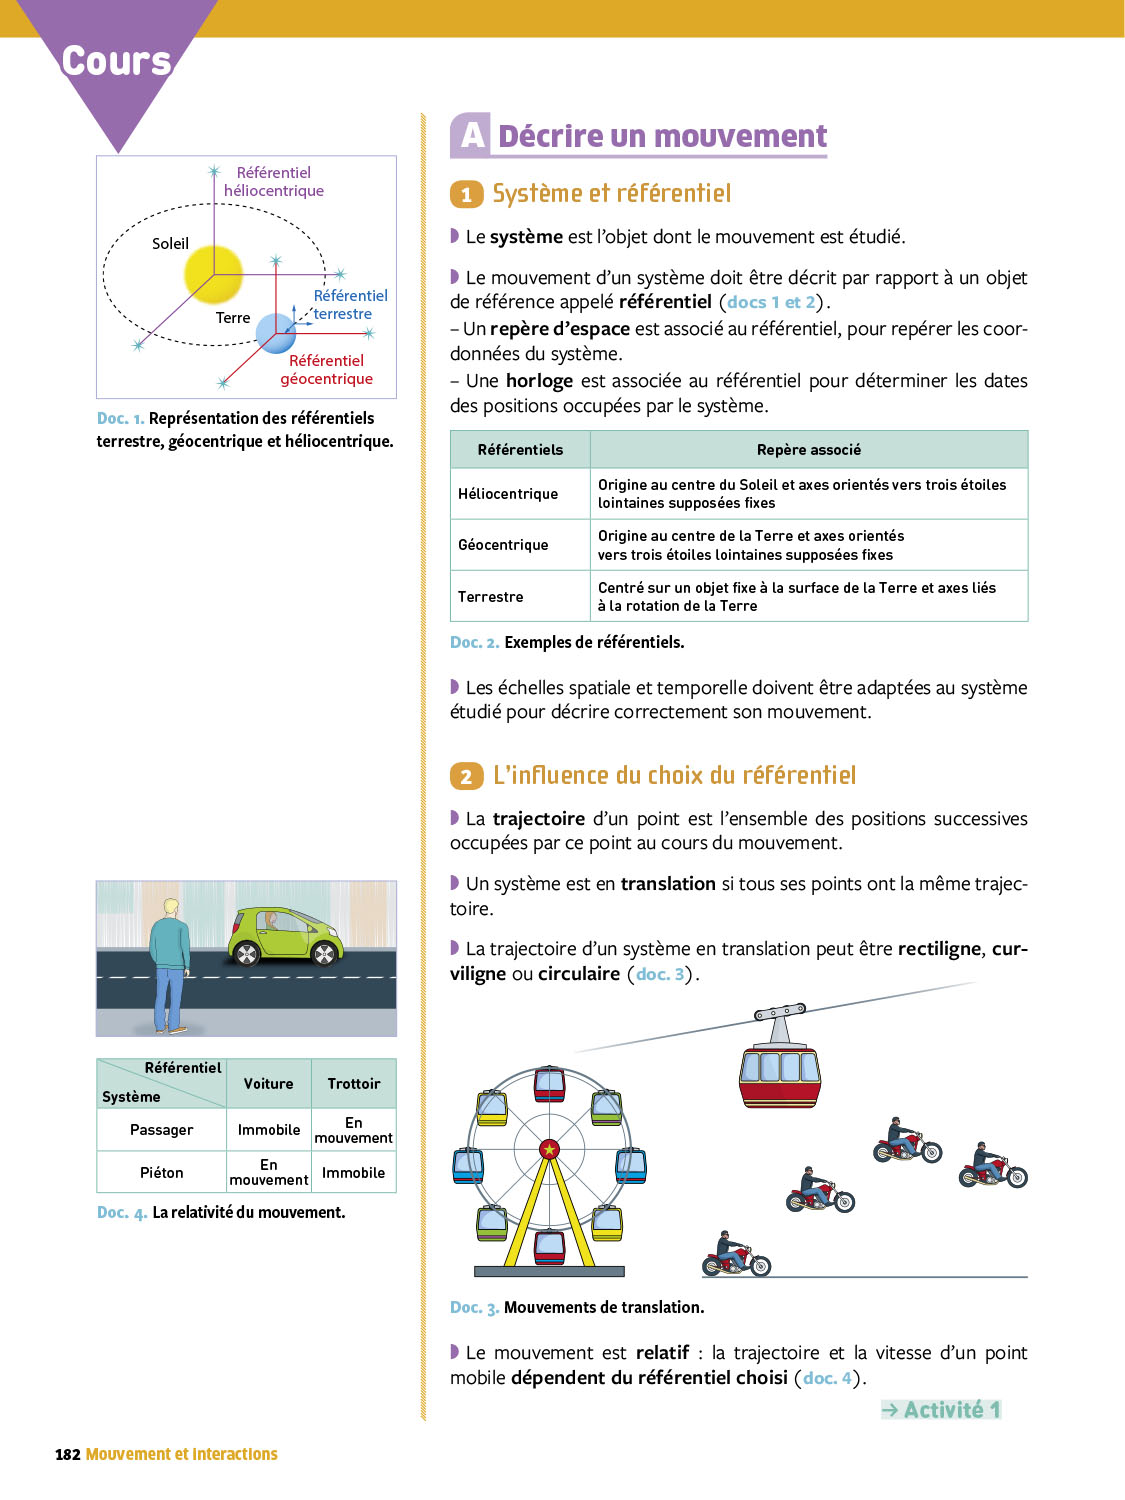 Cours
Référentiel
héliocentrique
Soleil
Référentiel
terrestre
Terre
Référentiel
géocentrique
Doc. 1. Représentation des référentiels
terrestre, géocentrique et héliocentrique.
A Décrire un mouvement
1 Système et référentiel
Le système est l'objet dont le mouvement est étudié.
Le mouvement d'un système doit être décrit par rapport à un objet
de référence appelé référentiel (docs 1 et 2).
– Un repère d'espace est associé au référentiel, pour repérer les coor-
données du système.
– Une horloge est associée au référentiel pour déterminer les dates
des positions occupées par le système.
Référentiels Repère associé
Héliocentrique
Origine au centre du Soleil et axes orientés vers trois étoiles
lointaines supposées fixes
Géocentrique
Origine au centre de la Terre et axes orientés
vers trois étoiles lointaines supposées fixes
Terrestre
Centré sur un objet fixe à la surface de la Terre et axes liés
à la rotation de la Terre
Doc. 2. Exemples de référentiels.
Les échelles spatiale et temporelle doivent être adaptées au système
étudié pour décrire correctement son mouvement.
2 L'influence du choix du référentiel
La trajectoire d'un point est l'ensemble des positions successives
occupées par ce point au cours du mouvement.
Un système est en translation si tous ses points ont la même trajec-
toire.
La trajectoire d'un système en translation peut être rectiligne, cur-
viligne ou circulaire (doc. 3).
Doc. 3. Mouvements de translation.
Le mouvement est relatif : la trajectoire et la vitesse d'un point
mobile dépendent du référentiel choisi (doc. 4).
→ Activité 1
Référentiel
Système
Voiture
Trottoir
Passager
Immobile
En
mouvement
Piéton
En
mouvement
Immobile
Doc. 4. La relativité du mouvement.
182 Mouvement et interactions